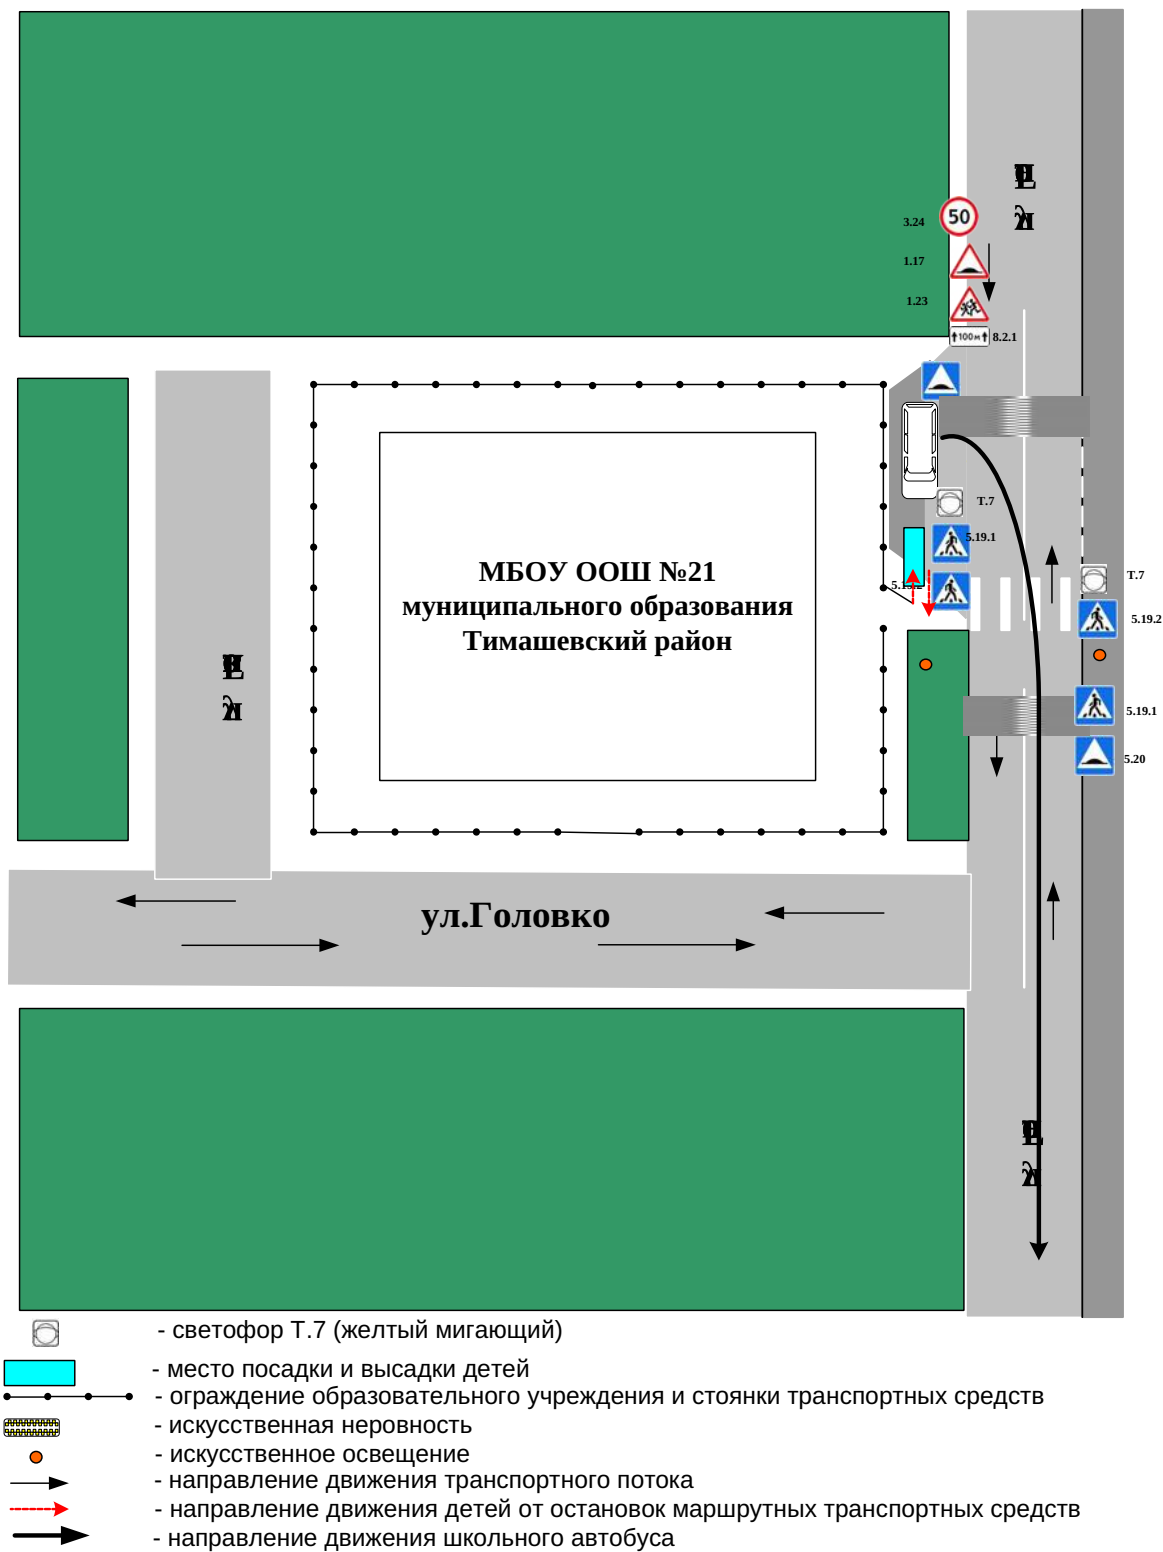 3.24
50
1.17
1.23
100м
8.2.1
Т.7
5.19.1
МБОУ ООШ №21
муниципального образования
Тимашевский район
Т.7
5.19.2
5.19.1
5.20
ул.Головко
- светофор Т.7 (желтый мигающий)
- место посадки и высадки детей
- ограждение образовательного учреждения и стоянки транспортных средств
- искусственная неровность
- искусственное освещение
- направление движения транспортного потока
- направление движения детей от остановок маршрутных транспортных средств
- направление движения школьного автобуса